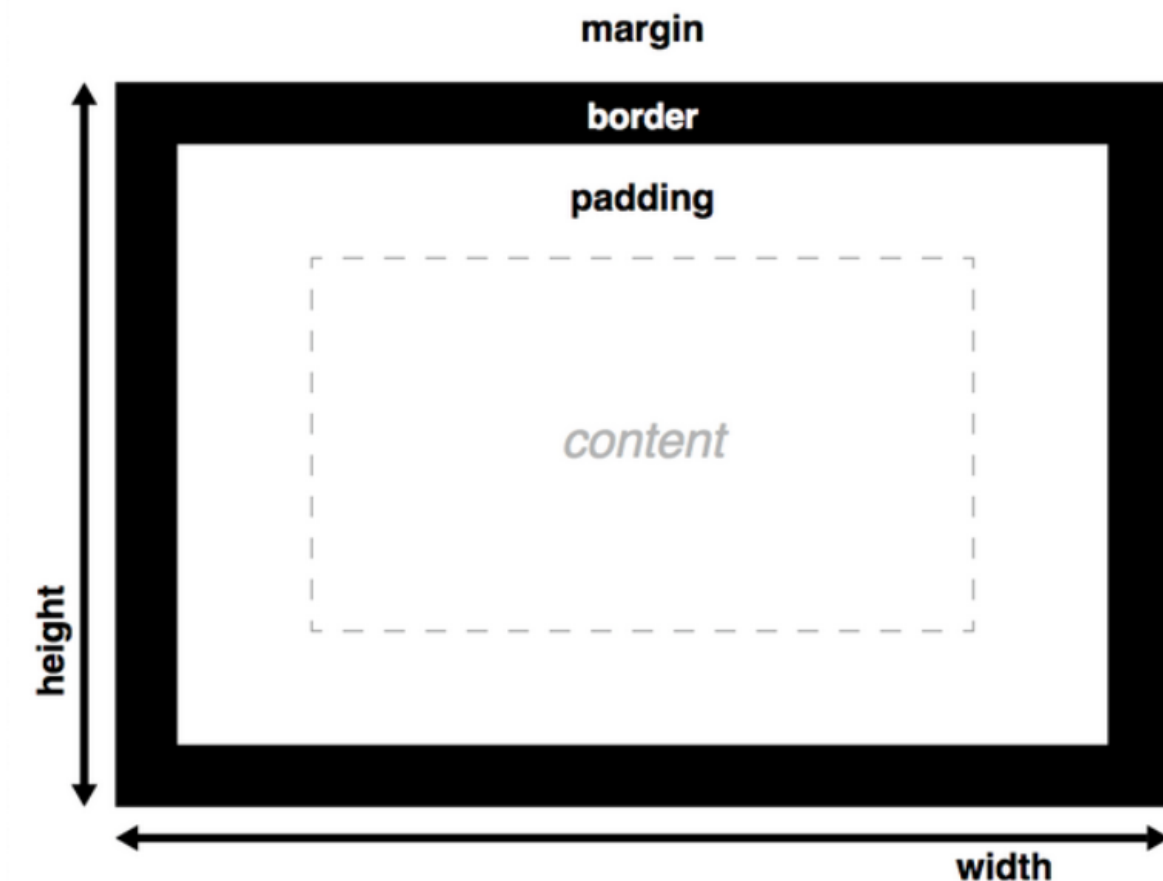 margin
border
padding
content
height
width